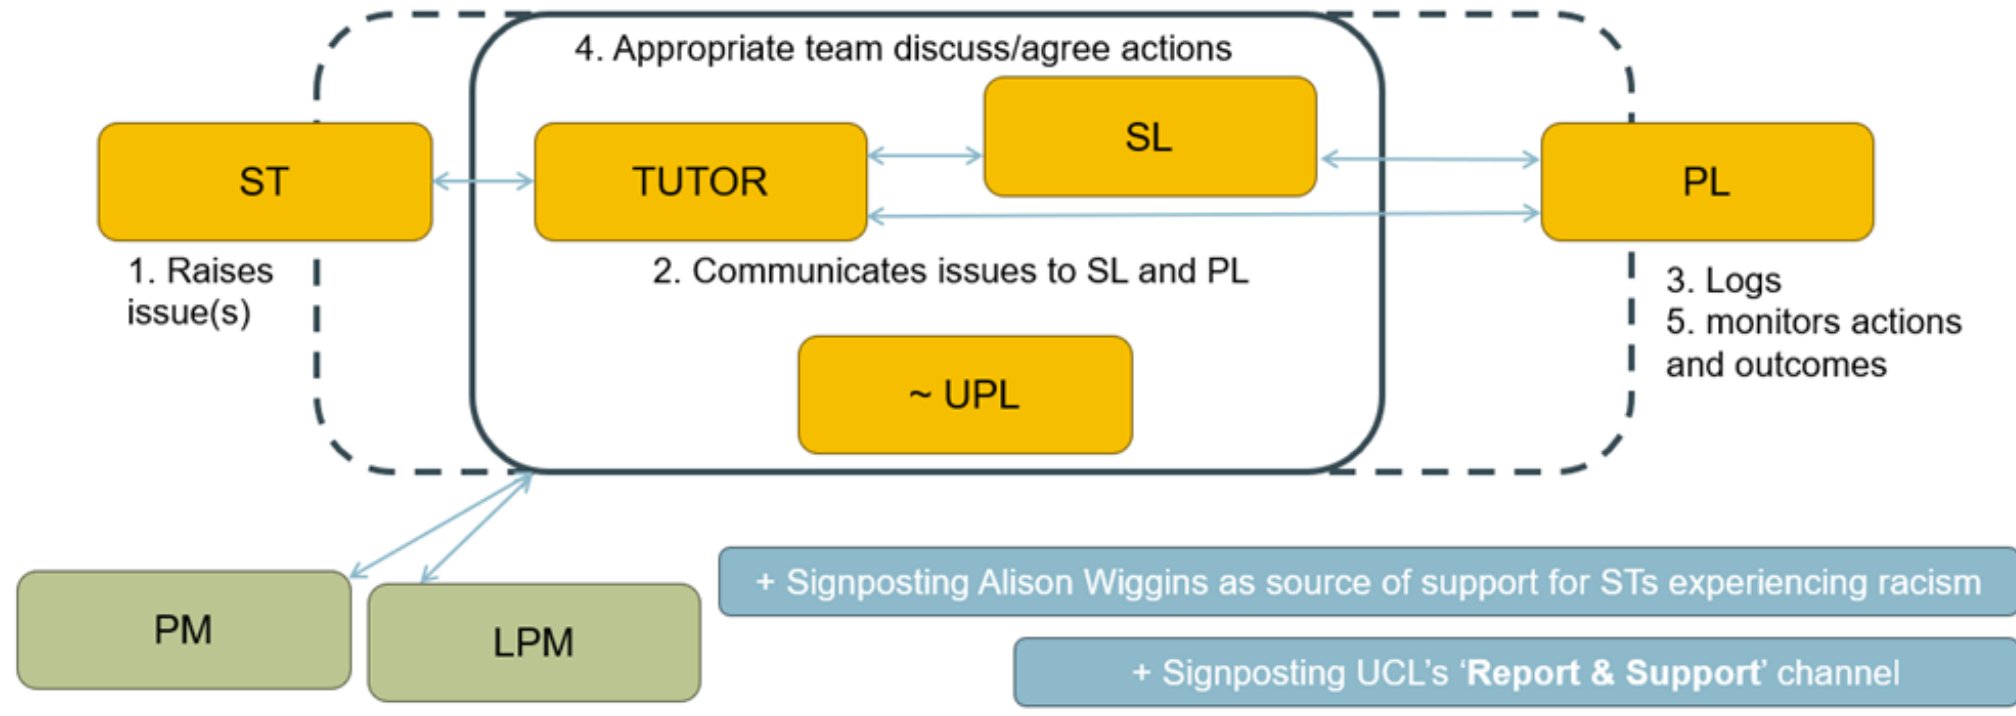 4. Appropriate team discuss/agree actions
ST
TUTOR
SL
PL
1. Raises
issue(s)
2. Communicates issues to SL and PL
3. Logs
5. monitors actions
and outcomes
~ UPL
PM
LPM
+ Signposting Alison Wiggins as source of support for STs experiencing racism
+ Signposting UCL’s ‘Report & Support’ channel